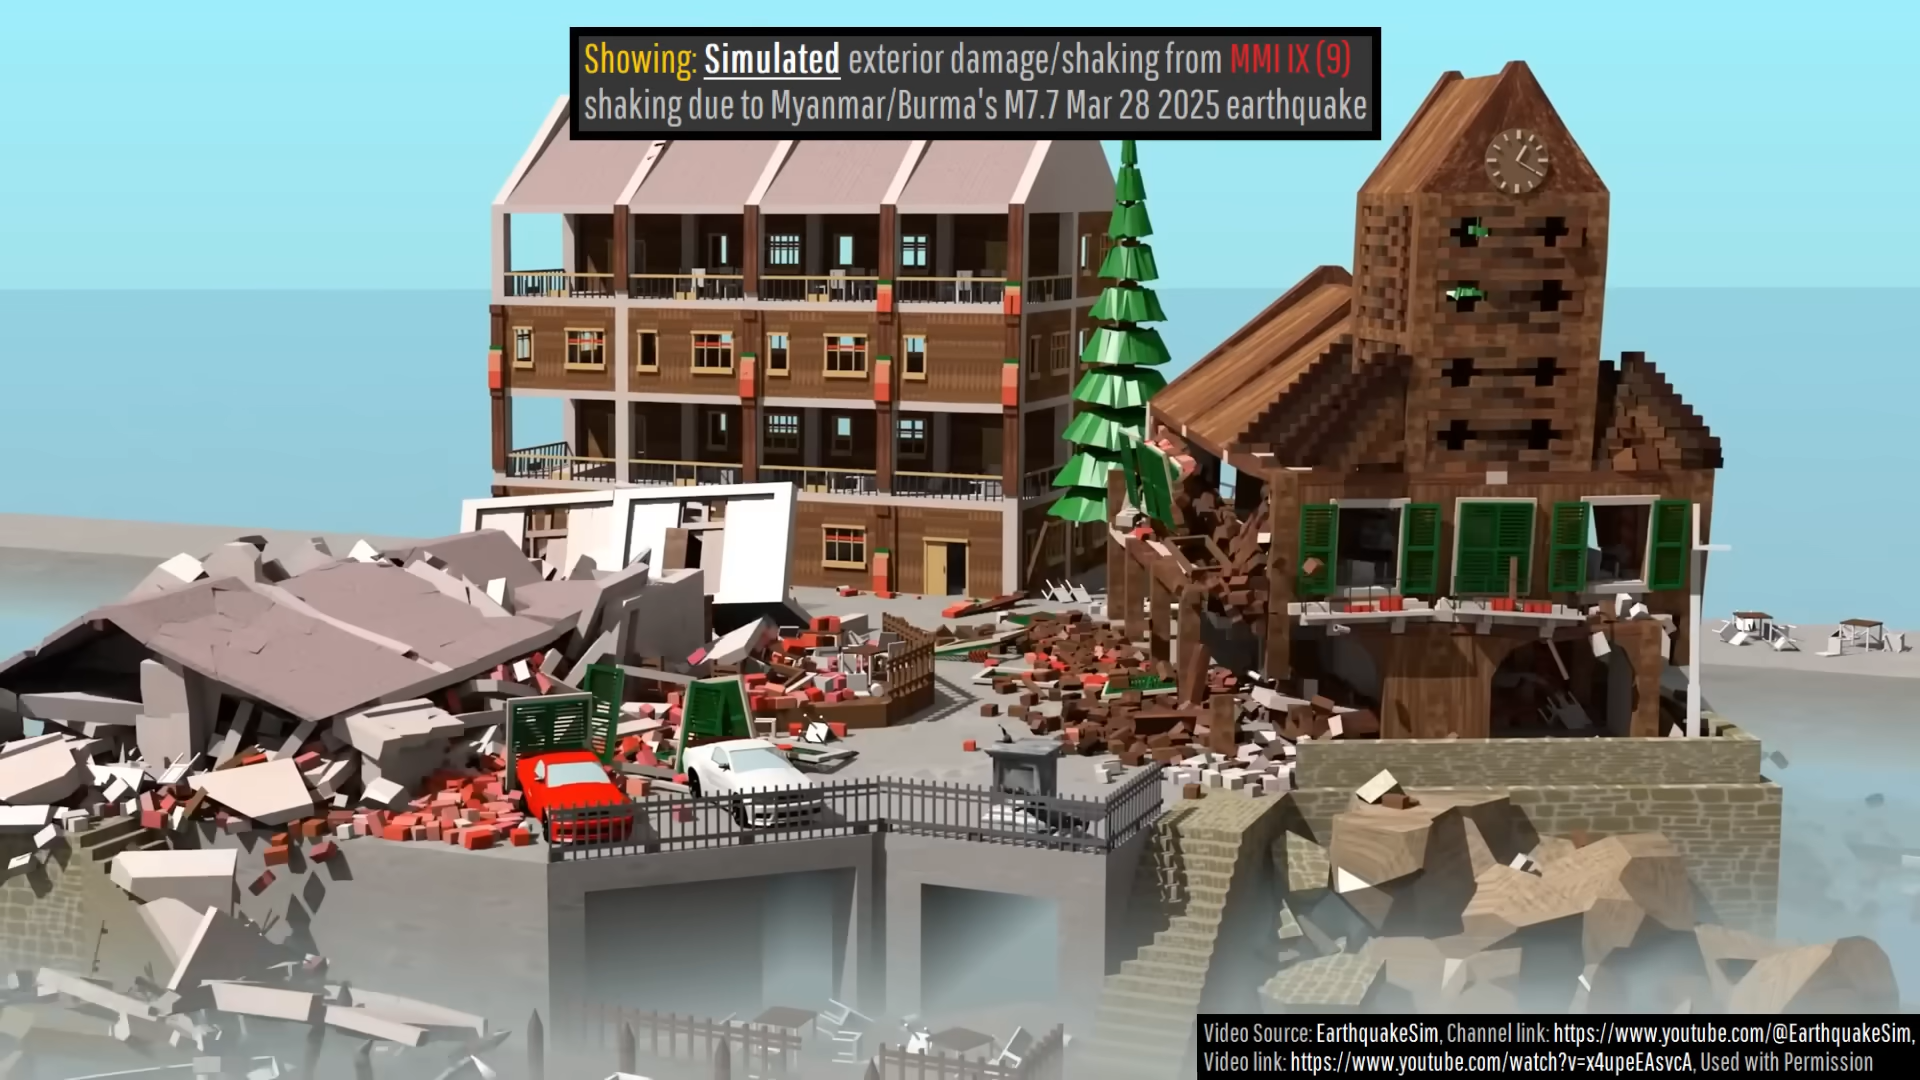 Showing: Simulated exterior damage/shaking from MMI IX (9)
shaking due to Myanmar/Burma's M7.7 Mar 28 2025 earthquake
Video Source: EarthquakeSim, Channel link: https://www.youtube.com/@EarthquakeSim,
Video link: https://www.youtube.com/watch?v=x4upeEAsvcA, Used with Permission